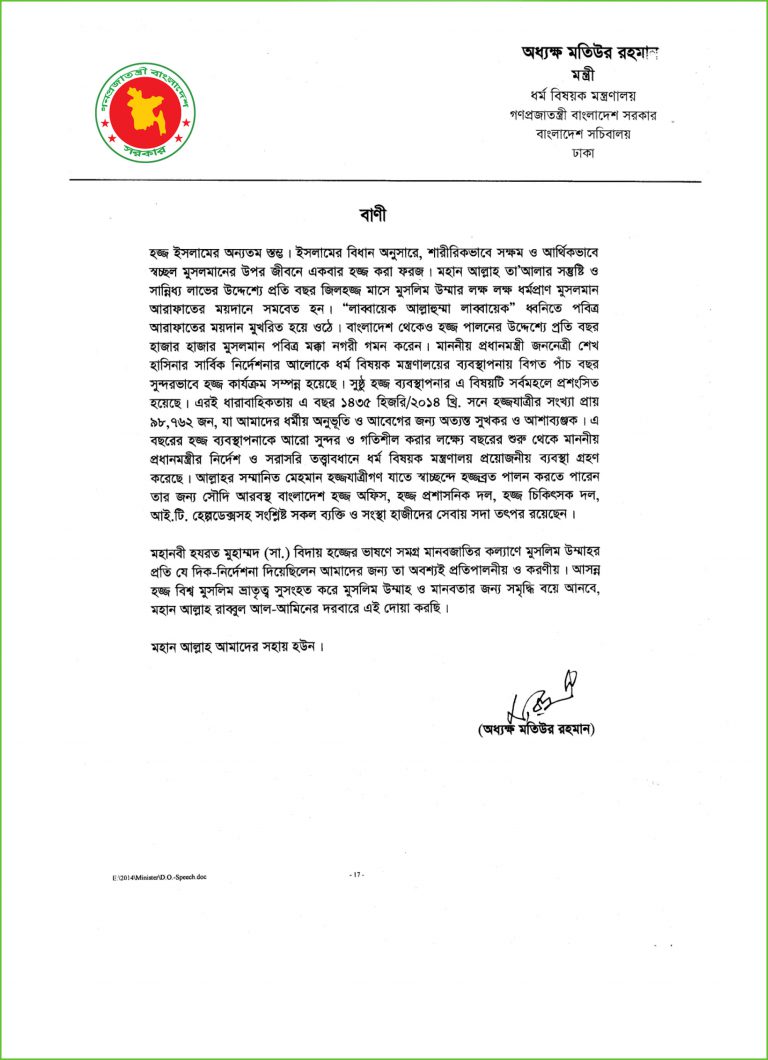 গণপ্রজাতন্ত্রী বাংলাদেশ
সরকার
অধ্যক্ষ মতিউর রহমান
মন্ত্রী
ধর্ম বিষয়ক মন্ত্রণালয়
গণপ্রজাতন্ত্রী বাংলাদেশ সরকার
বাংলাদেশ সচিবালয়
ঢাকা
বাণী
হজ্জ ইসলামের অন্যতম স্তম্ভ। ইসলামের বিধান অনুসারে, শারীরিকভাবে সক্ষম ও আর্থিকভাবে
স্বচ্ছল মুসলমানের উপর জীবনে একবার হজ্জ করা ফরজ। মহান আল্লাহ তা'আলার সন্তুষ্টি ও
সান্নিধ্য লাভের উদ্দেশ্যে প্রতি বছর জিলহজ্জ মাসে মুসলিম উম্মার লক্ষ লক্ষ ধর্মপ্রাণ মুসলমান
আরাফাতের ময়দানে সমবেত হন। “লাব্বায়েক আল্লাহুম্মা লাব্বায়েক” ধ্বনিতে পবিত্র
আরাফাতের ময়দান মুখরিত হয়ে ওঠে। বাংলাদেশ থেকেও হজ্জ পালনের উদ্দেশ্যে প্রতি বছর
হাজার হাজার মুসলমান পবিত্র মক্কা নগরী গমন করেন। মাননীয় প্রধানমন্ত্রী জননেত্রী শেখ
হাসিনার সার্বিক নির্দেশনার আলোকে ধর্ম বিষয়ক মন্ত্রণালয়ের ব্যবস্থাপনায় বিগত পাঁচ বছর
সুন্দরভাবে হজ্জ কার্যক্রম সম্পন্ন হয়েছে। সুষ্ঠু হজ্জ ব্যবস্থাপনার এ বিষয়টি সর্বমহলে প্রশংসিত
হয়েছে। এরই ধারাবাহিকতায় এ বছর ১৪৩৫ হিজরি/২০১৪ খ্রি. সনে হজ্জযাত্রীর সংখ্যা প্রায়
৯৮,৭৬২ জন, যা আমাদের ধর্মীয় অনুভূতি ও আবেগের জন্য অত্যন্ত সুখকর ও আশাব্যঞ্জক। এ
বছরের হজ্জ ব্যবস্থাপনাকে আরো সুন্দর ও গতিশীল করার লক্ষ্যে বছরের শুরু থেকে মাননীয়
প্রধানমন্ত্রীর নির্দেশ ও সরাসরি তত্ত্বাবধানে ধর্ম বিষয়ক মন্ত্রণালয় প্রয়োজনীয় ব্যবস্থা গ্রহণ
করেছে। আল্লাহর সম্মানিত মেহমান হজ্জযাত্রীগণ যাতে স্বাচ্ছন্দে হজ্জব্রত পালন করতে পারেন
তার জন্য সৌদি আরবস্থ বাংলাদেশ হজ্জ অফিস, হজ্জ প্রশাসনিক দল, হজ্জ চিকিৎসক দল,
আই.টি. হেল্পডেক্সসহ সংশ্লিষ্ট সকল ব্যক্তি ও সংস্থা হাজীদের সেবায় সদা তৎপর রয়েছেন।
মহানবী হযরত মুহাম্মদ (সা.) বিদায় হজ্জের ভাষণে সমগ্র মানবজাতির কল্যাণে মুসলিম উম্মাহর
প্রতি যে দিক-নির্দেশনা দিয়েছিলেন আমাদের জন্য তা অবশ্যই প্রতিপালনীয় ও করণীয়। আসন্ন
হজ্জ বিশ্ব মুসলিম ভ্রাতৃত্ব সুসংহত করে মুসলিম উম্মাহ ও মানবতার জন্য সমৃদ্ধি বয়ে আনবে,
মহান আল্লাহ রাব্বুল আল-আমিনের দরবারে এই দোয়া করছি।
মহান আল্লাহ আমাদের সহায় হউন।
(অধ্যক্ষ মতিউর রহমান)
E:\2014\Minister\D.O.-Speech.doc
- 17 -